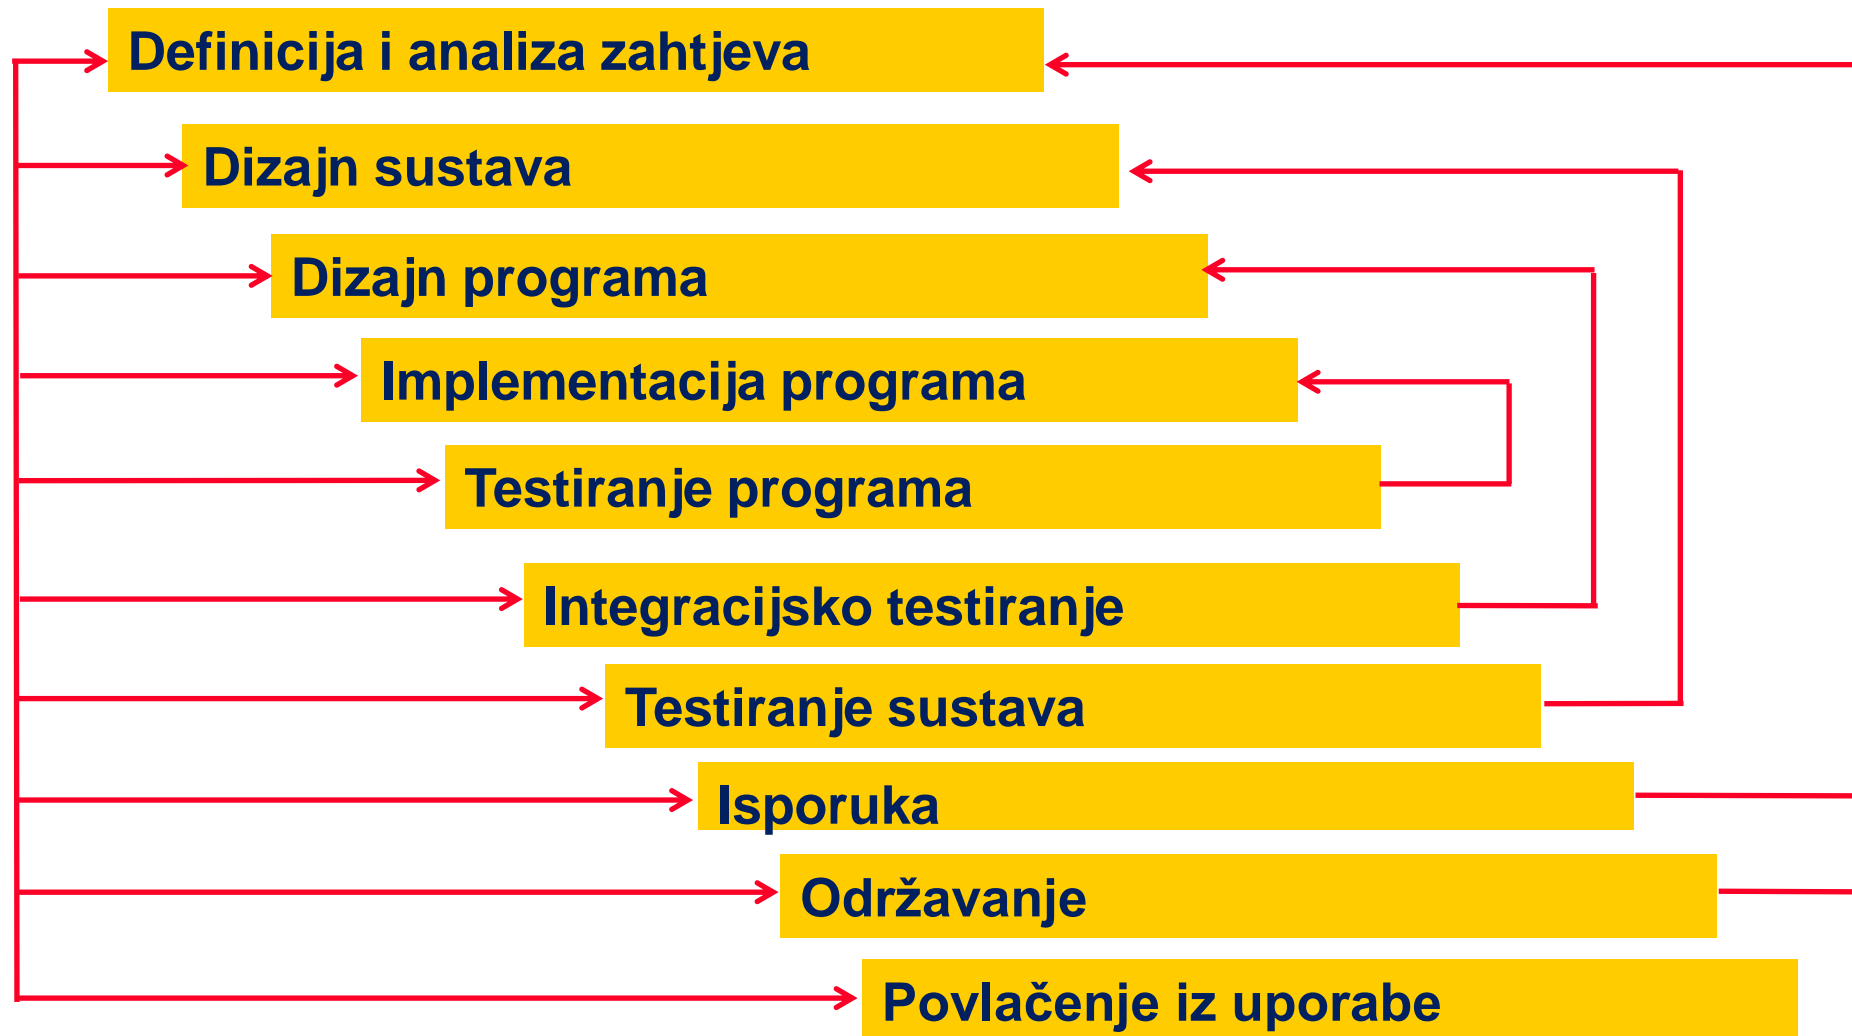 Definicija i analiza zahtjeva
Dizajn sustava
Dizajn programa
Implementacija programa
Testiranje programa
Integracijsko testiranje
Testiranje sustava
Isporuka
Održavanje
Povlačenje iz uporabe